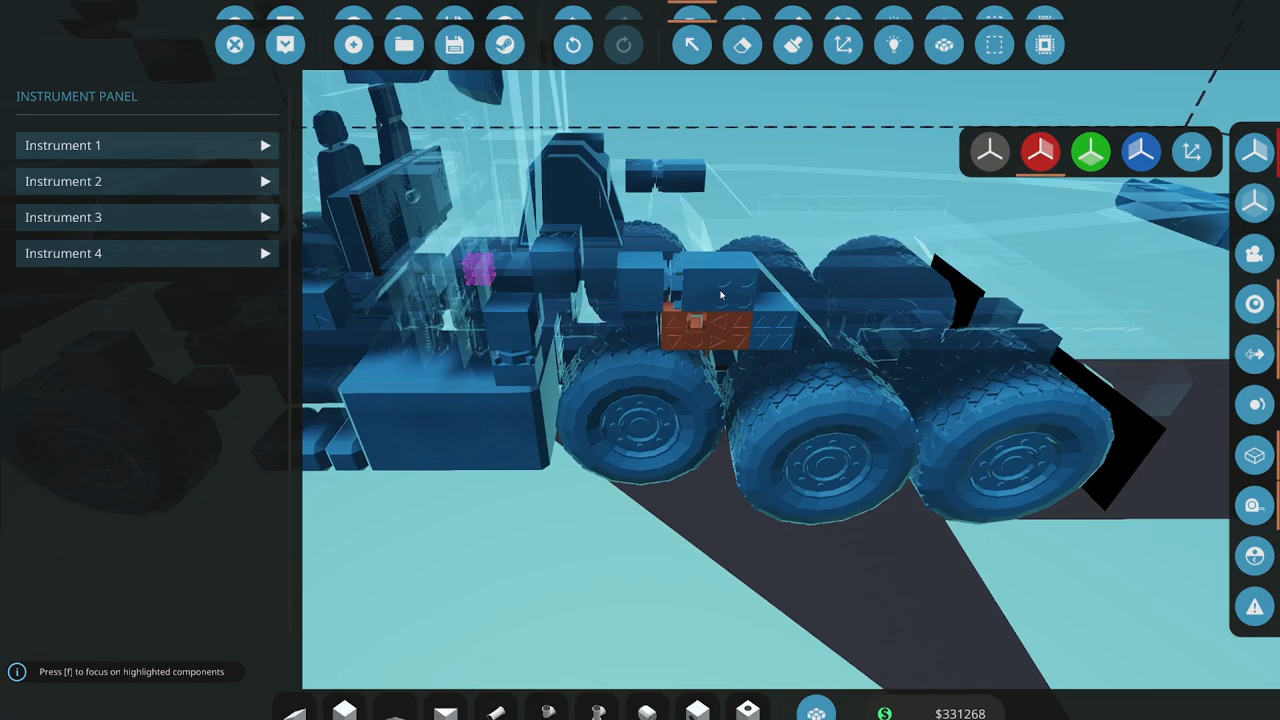 INSTRUMENT PANEL
Instrument 1
Instrument 2
Instrument 3
Instrument 4
Press [f] to focus on highlighted components
$331268